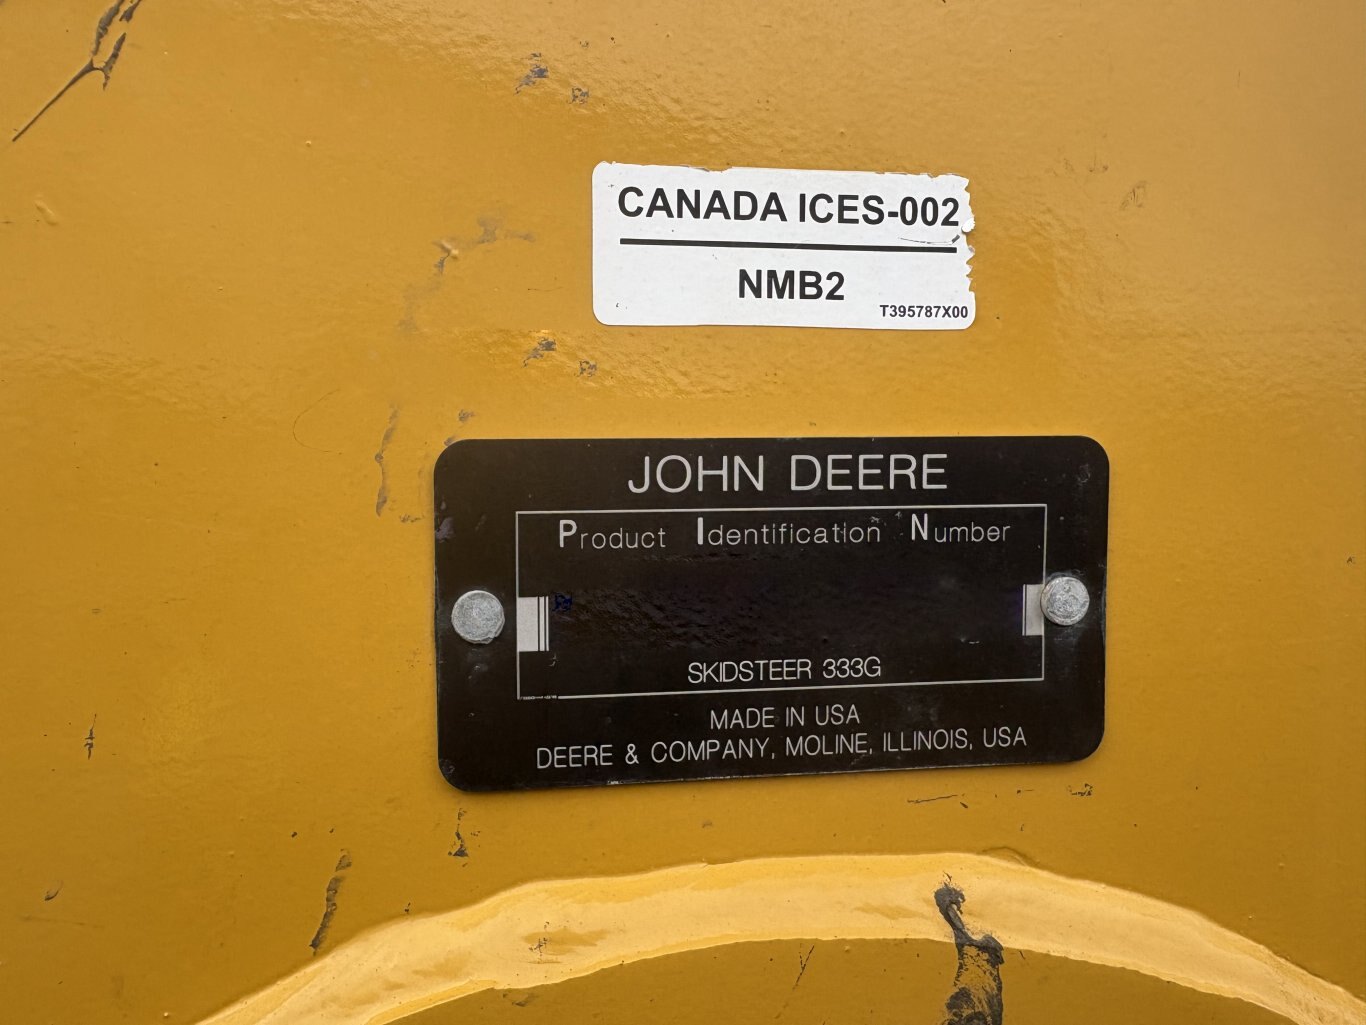 CANADA ICES-002
NMB2
T395787X00
JOHN DEERE
Product Identification Number
SKIDSTEER 333G
MADE IN USA
DEERE & COMPANY, MOLINE, ILLINOIS, USA